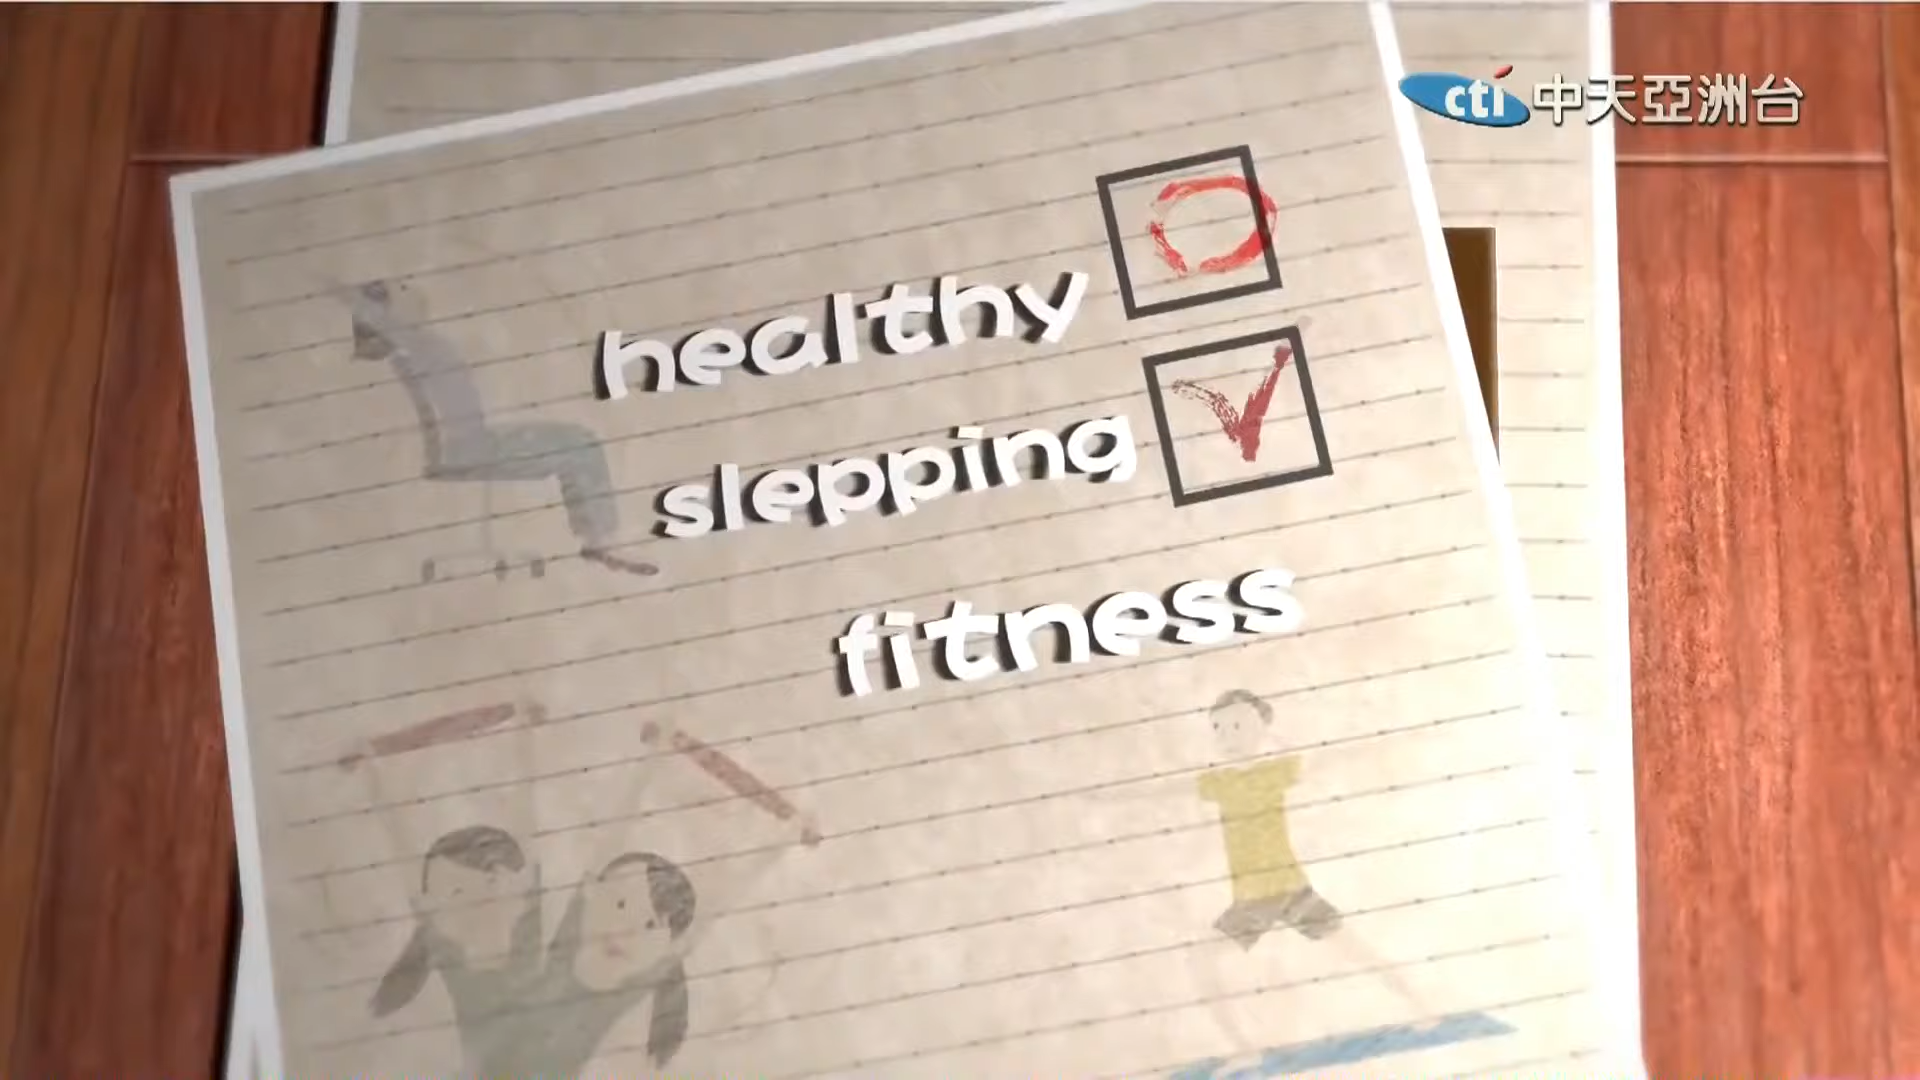 cti 中天亞洲台
healthy
slepping
fitness